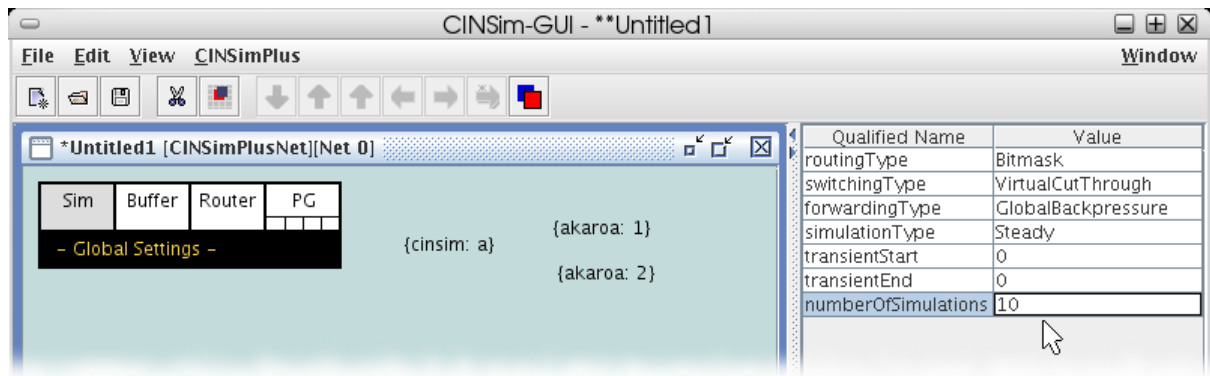 CINSim-GUI - **Untitled1
File Edit View CINSimPlus Window
*Untitled1 [CINSimPlusNet][Net 0]
Sim Buffer Router PG
- Global Settings -
{cinsim: a}
{akaroa: 1}
{akaroa: 2}
Qualified Name Value
routingType Bitmask
switchingType VirtualCutThrough
forwardingType GlobalBackpressure
simulationType Steady
transientStart 0
transientEnd 0
numberOfSimulations 10